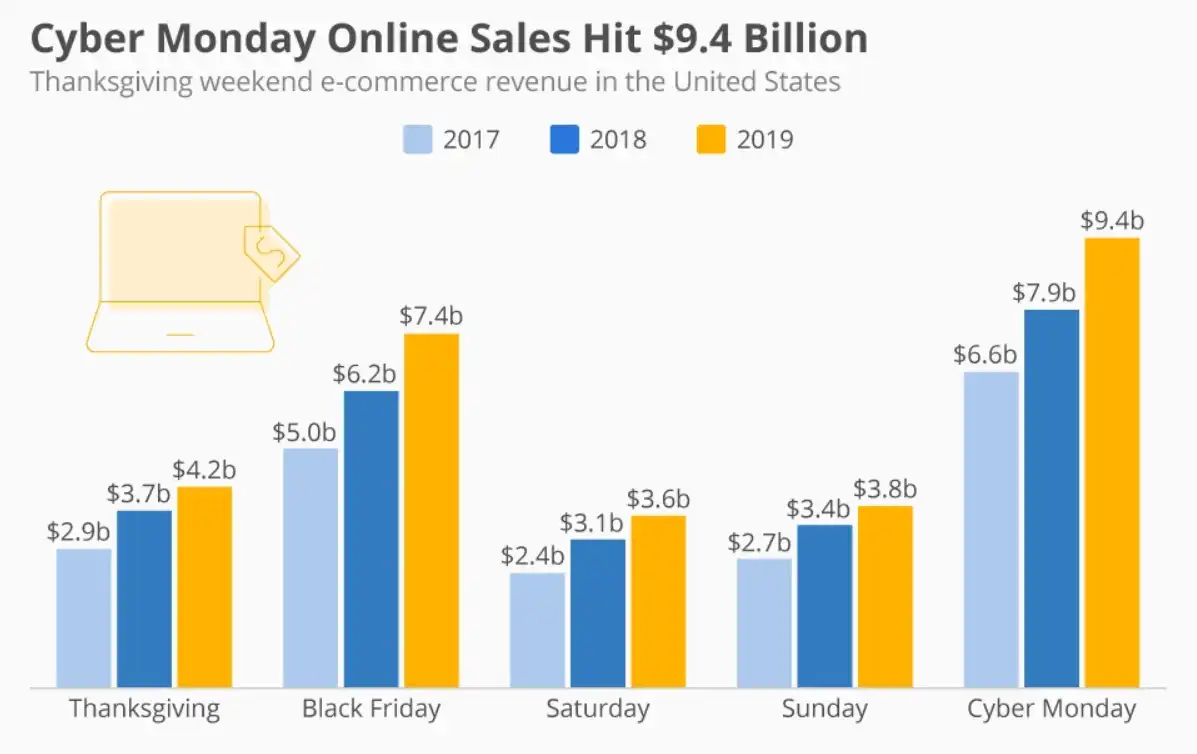 Cyber Monday Online Sales Hit $9.4 Billion
Thanksgiving weekend e-commerce revenue in the United States
2017 2018 2019
$2.9b $3.7b $4.2b
$5.0b $6.2b $7.4b
$2.4b $3.1b $3.6b
$2.7b $3.4b $3.8b
$6.6b $7.9b $9.4b
Thanksgiving Black Friday Saturday Sunday Cyber Monday